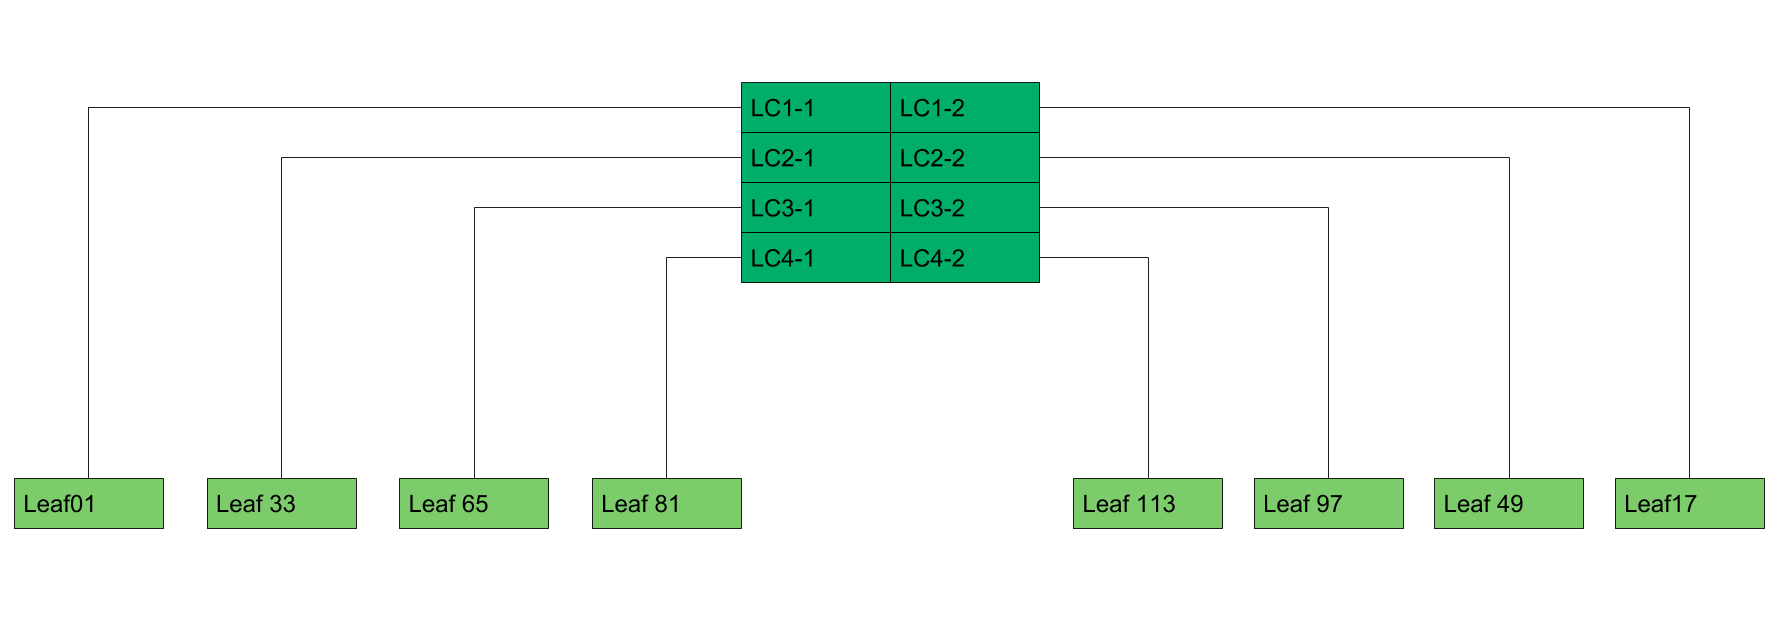 LC1-1 LC1-2
LC2-1 LC2-2
LC3-1 LC3-2
LC4-1 LC4-2
Leaf01 Leaf 33 Leaf 65 Leaf 81 Leaf 113 Leaf 97 Leaf 49 Leaf17